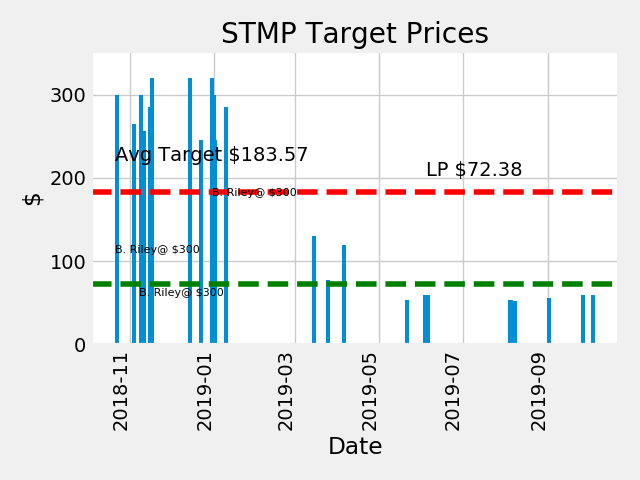 STMP Target Prices
$
300
200
100
0
Avg Target $183.57
LP $72.38
B. Riley@ $300
B. Riley@ $300
B. Riley@ $300
2018-11
2019-01
2019-03
2019-05
2019-07
2019-09
Date